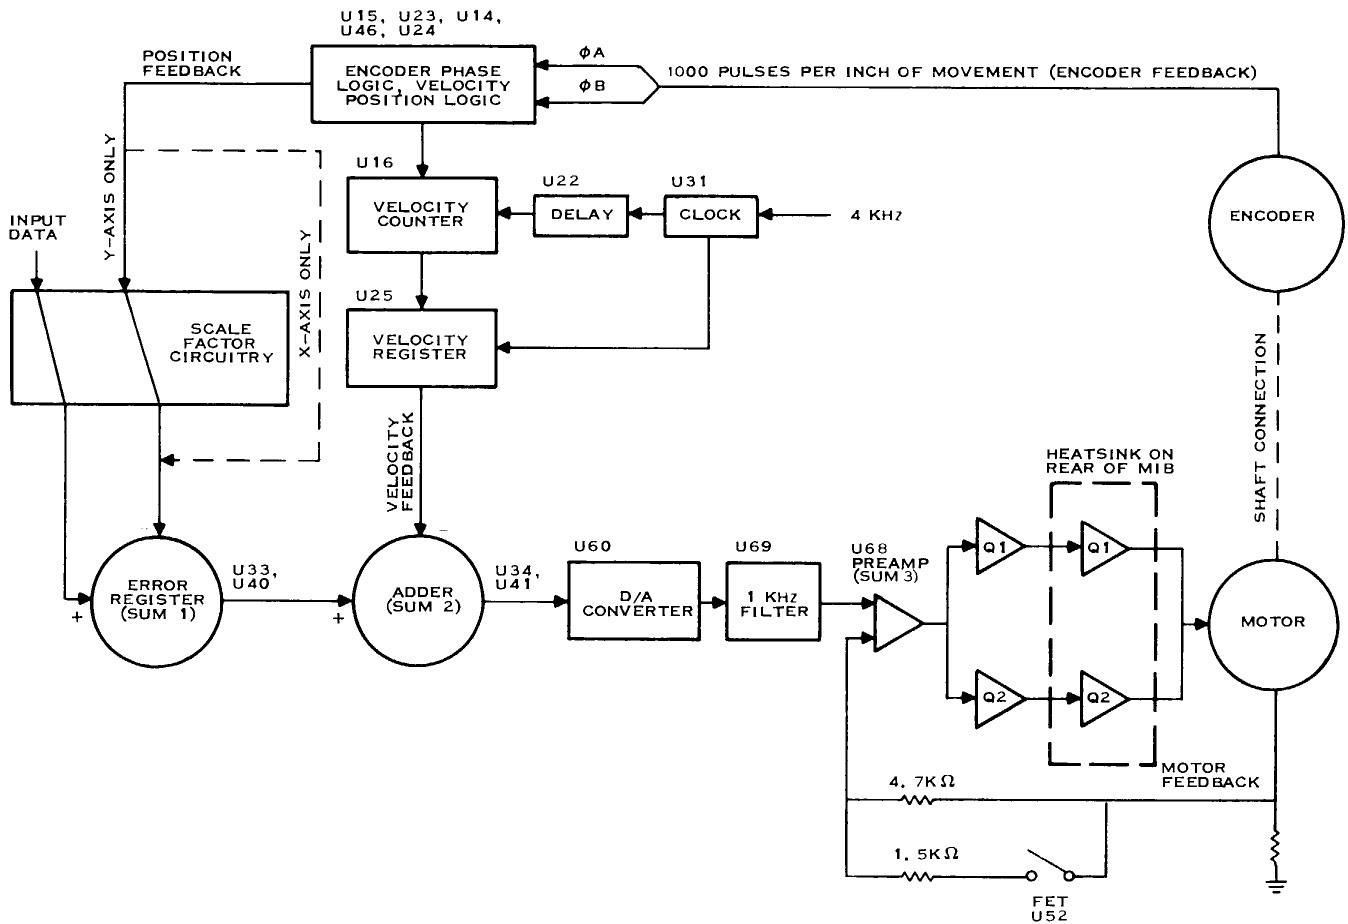 U15, U23, U14,
U46, U24
POSITION
FEEDBACK
ENCODER PHASE
LOGIC, VELOCITY
POSITION LOGIC
ϕA
ϕB
1000 PULSES PER INCH OF MOVEMENT (ENCODER FEEDBACK)
Y-AXIS ONLY
X-AXIS ONLY
U16
VELOCITY
COUNTER
U22
DELAY
U31
CLOCK
4 KHz
ENCODER
INPUT
DATA
SCALE
FACTOR
CIRCUITRY
U25
VELOCITY
REGISTER
VELOCITY
FEEDBACK
SHAFT CONNECTION
HEATSINK ON
REAR OF MIB
ERROR
REGISTER
(SUM 1)
+
U33,
U40
ADDER
(SUM 2)
+
U34,
U41
U60
D/A
CONVERTER
U69
1 KHz
FILTER
U68
PREAMP
(SUM 3)
Q1
Q1
Q2
Q2
MOTOR
MOTOR
FEEDBACK
4.7KΩ
1.5KΩ
FET
U52